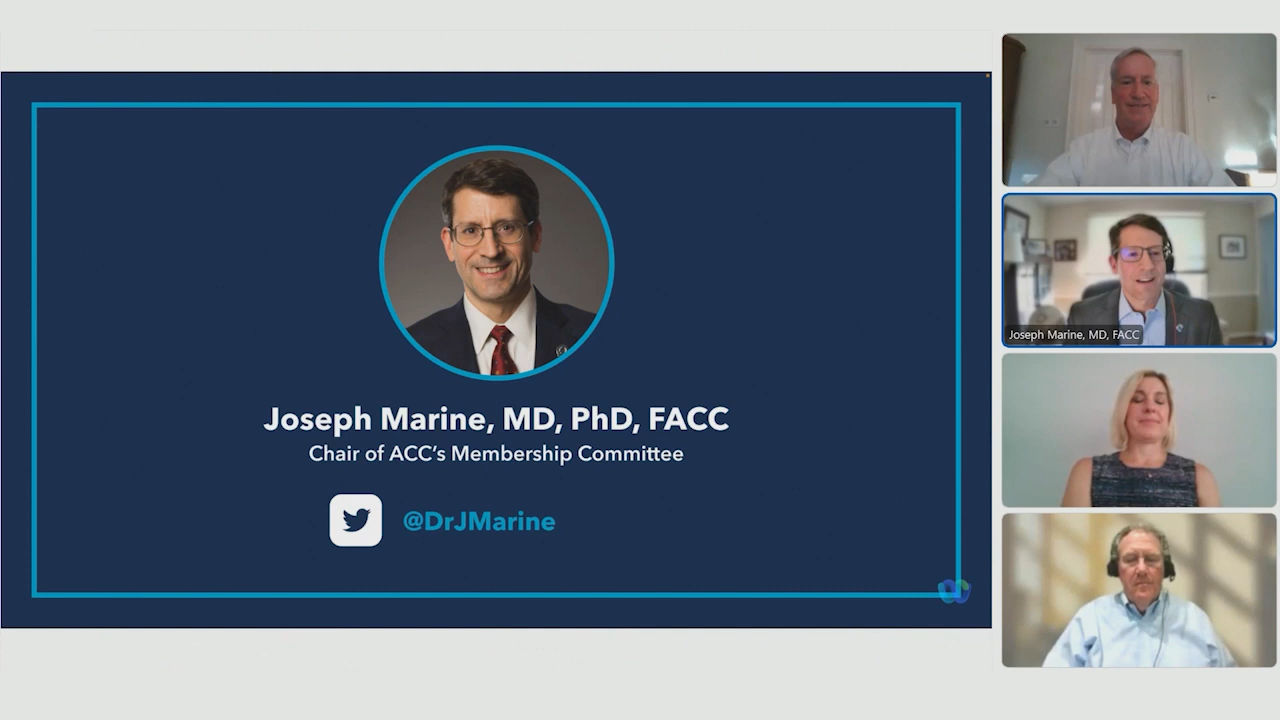 Joseph Marine, MD, PhD, FACC
Chair of ACC's Membership Committee
@DrJMarine
Joseph Marine, MD, FACC